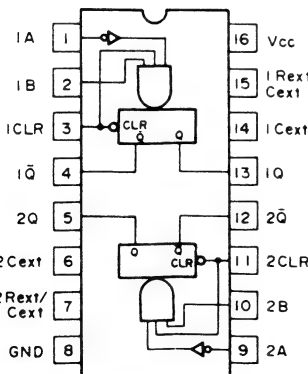 1A 1 16 Vcc
1B 2 15 1 Rext/
Cext
1CLR 3 CLR Q̄ Q 14 1 Cext
1Q̄ 4 13 1Q
2Q 5 12 2Q̄
2Cext 6 Q Q̄ CLR 11 2CLR
2Rext/
Cext 7 10 2B
GND 8 9 2A